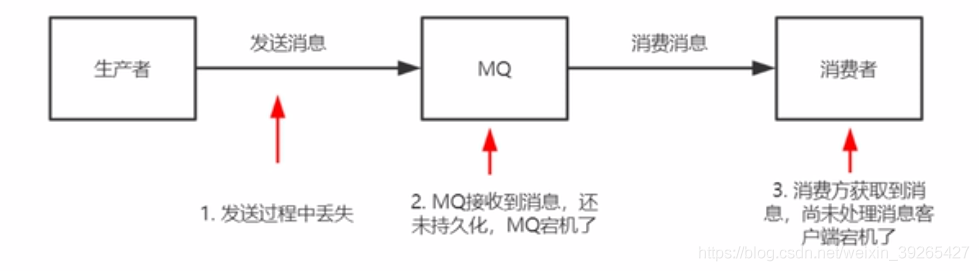 发送消息
消费消息
生产者
MQ
消费者
1. 发送过程中丢失
2. MQ接收到消息，还
未持久化，MQ宕机了
3. 消费方获取到消
息，尚未处理消息客
户端宕机了
https://blog.csdn.net/weixin_39265427